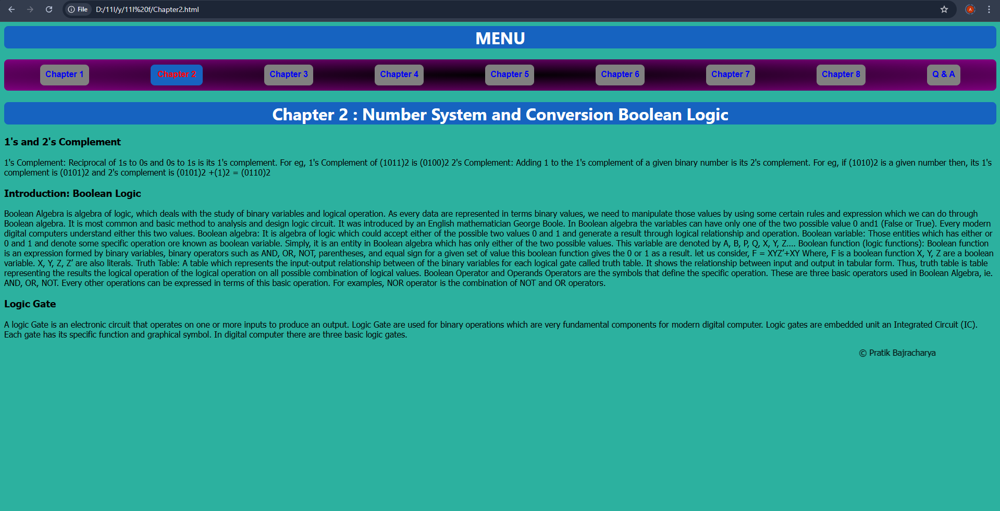 File D:/11I/y/11I%20f/Chapter2.html
MENU
Chapter 1 Chapter 2 Chapter 3 Chapter 4 Chapter 5 Chapter 6 Chapter 7 Chapter 8 Q & A
Chapter 2 : Number System and Conversion Boolean Logic
1's and 2's Complement
1's Complement: Reciprocal of 1s to 0s and 0s to 1s is its 1's complement. For eg, 1's Complement of (1011)2 is (0100)2 2's Complement: Adding 1 to the 1's complement of a given binary number is its 2's complement. For eg, if (1010)2 is a given number then, its 1's
complement is (0101)2 and 2's complement is (0101)2 +(1)2 = (0110)2
Introduction: Boolean Logic
Boolean Algebra is algebra of logic, which deals with the study of binary variables and logical operation. As every data are represented in terms binary values, we need to manipulate those values by using some certain rules and expression which we can do through
Boolean algebra. It is most common and basic method to analysis and design logic circuit. It was introduced by an English mathematician George Boole. In Boolean algebra the variables can have only one of the two possible value 0 and1 (False or True). Every modern
digital computers understand either this two values. Boolean algebra: It is algebra of logic which could accept either of the possible two values 0 and 1 and generate a result through logical relationship and operation. Boolean variable: Those entities which has either or
0 and 1 and denote some specific operation ore known as boolean variable. Simply, it is an entity in Boolean algebra which has only either of the two possible values. This variable are denoted by A, B, P, Q, X, Y, Z.... Boolean function (logic functions): Boolean function
is an expression formed by binary variables, binary operators such as AND, OR, NOT, parentheses, and equal sign for a given set of value this boolean function gives the 0 or 1 as a result. let us consider, F = XYZ’+XY Where, F is a boolean function X, Y, Z are a boolean
variable. X, Y, Z, Z’ are also literals. Truth Table: A table which represents the input-output relationship between of the binary variables for each logical gate called truth table. It shows the relationship between input and output in tabular form. Thus, truth table is table
representing the results the logical operation of the logical operation on all possible combination of logical values. Boolean Operator and Operands Operators are the symbols that define the specific operation. These are three basic operators used in Boolean Algebra, ie.
AND, OR, NOT. Every other operations can be expressed in terms of this basic operation. For examples, NOR operator is the combination of NOT and OR operators.
Logic Gate
A logic Gate is an electronic circuit that operates on one or more inputs to produce an output. Logic Gate are used for binary operations which are very fundamental components for modern digital computer. Logic gates are embedded unit an Integrated Circuit (IC).
Each gate has its specific function and graphical symbol. In digital computer there are three basic logic gates.
© Pratik Bajracharya